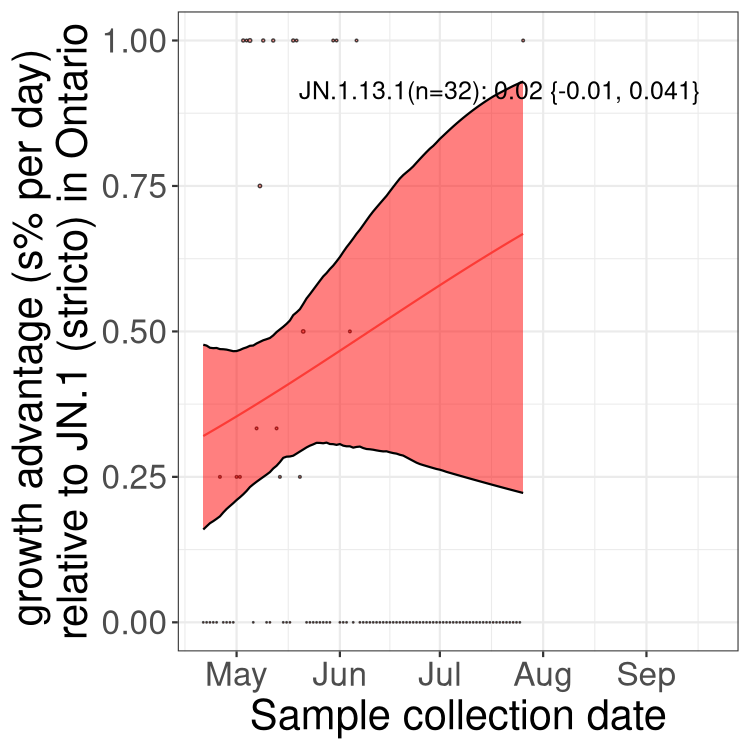 growth advantage (s% per day)
relative to JN.1 (stricto) in Ontario
1.00
0.75
0.50
0.25
0.00
JN.1.13.1(n=32): 0.02 {-0.01, 0.041}
May Jun Jul Aug Sep
Sample collection date